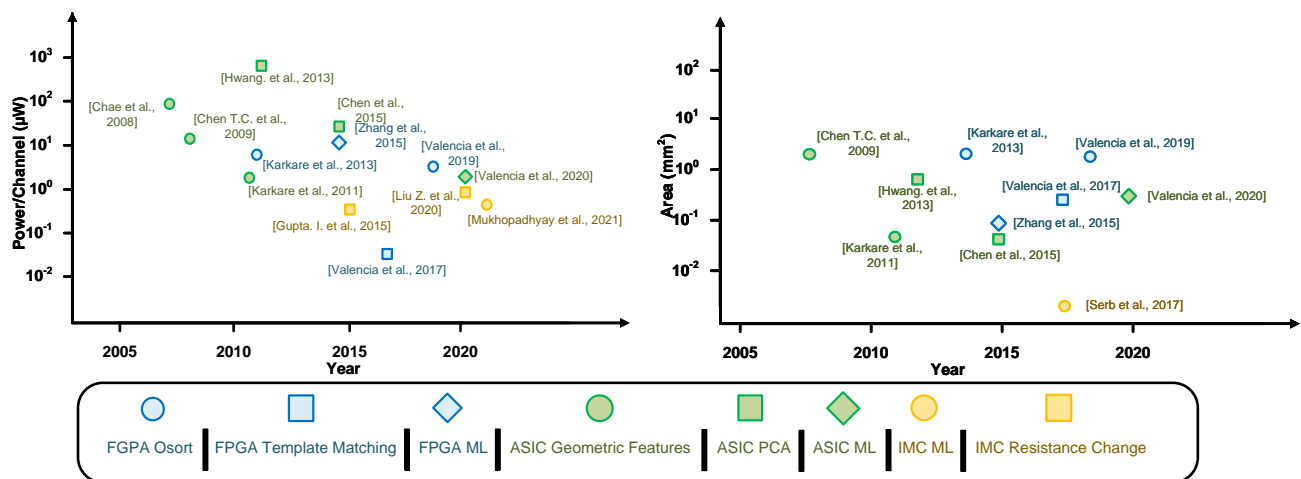 Power/Channel (µW)
10³
10²
10¹
10⁰
10⁻¹
10⁻²
2005
2010
2015
2020
Year
[Chae et al.,
2008]
[Chen T.C. et al.,
2009]
[Hwang. et al., 2013]
[Karkare et al., 2013]
[Karkare et al., 2011]
[Chen et al.,
2015]
[Zhang et al.,
2015]
[Gupta. I. et al., 2015]
[Valencia et al., 2017]
[Valencia et al.,
2019]
[Valencia et al., 2020]
[Liu Z. et al.,
2020]
[Mukhopadhyay et al., 2021]
Area (mm²)
10²
10¹
10⁰
10⁻¹
10⁻²
2005
2010
2015
2020
Year
[Chen T.C. et al.,
2009]
[Karkare et al.,
2013]
[Valencia et al., 2019]
[Hwang. et al.,
2013]
[Valencia et al., 2017]
[Valencia et al., 2020]
[Zhang et al., 2015]
[Karkare et al.,
2011]
[Chen et al., 2015]
[Serb et al., 2017]
FGPA Osort
FPGA Template Matching
FPGA ML
ASIC Geometric Features
ASIC PCA
ASIC ML
IMC ML
IMC Resistance Change